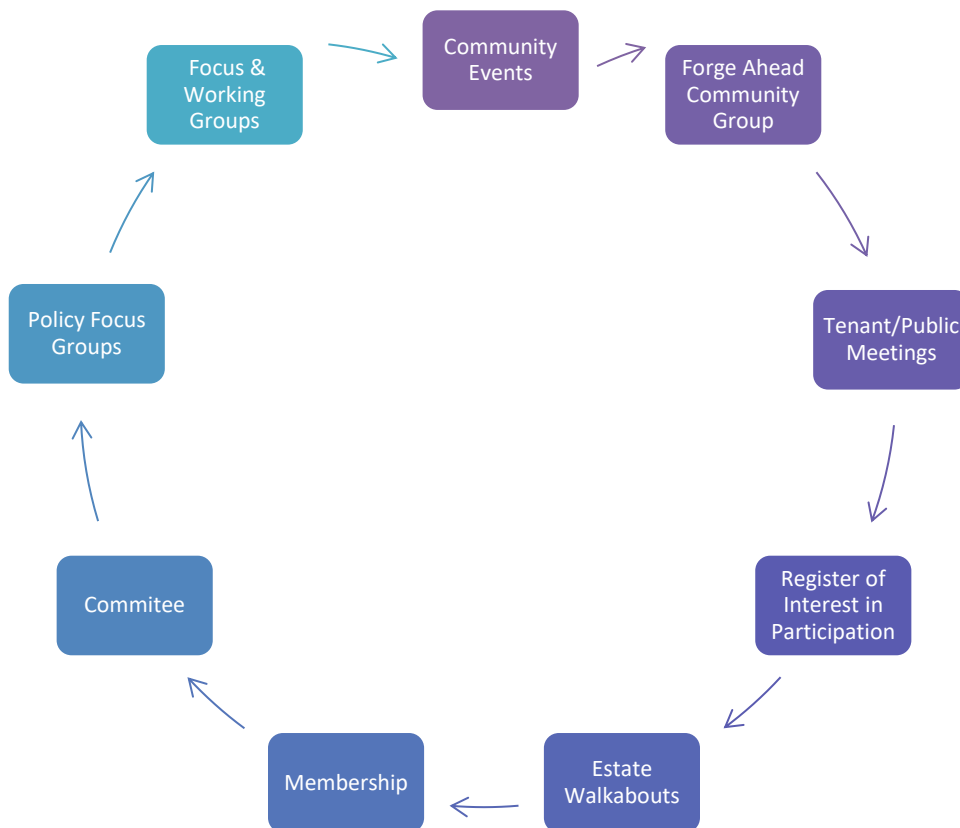 Community
Events
Forge Ahead
Community
Group
Tenant/Public
Meetings
Register of
Interest in
Participation
Estate
Walkabouts
Membership
Commitee
Policy Focus
Groups
Focus &
Working
Groups